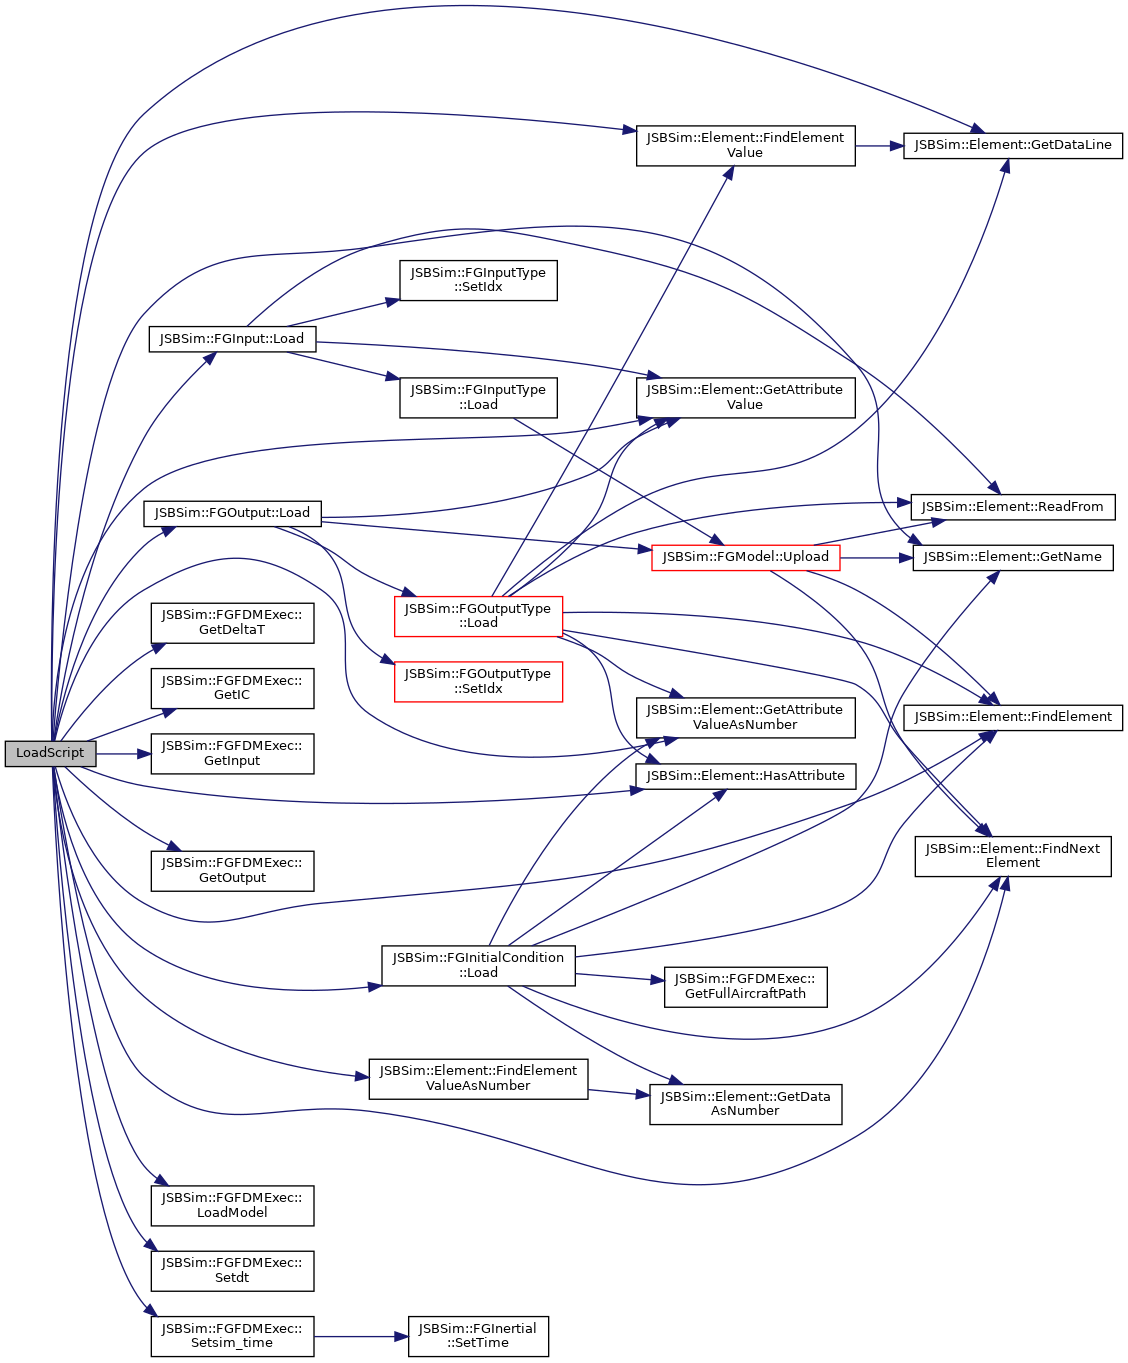 JSBSim::Element::FindElement
Value
JSBSim::Element::GetDataLine
JSBSim::FGInputType
::SetIdx
JSBSim::FGInput::Load
JSBSim::FGInputType
::Load
JSBSim::Element::GetAttribute
Value
JSBSim::FGOutput::Load
JSBSim::Element::ReadFrom
JSBSim::FGModel::Upload
JSBSim::Element::GetName
JSBSim::FGFDMExec::
GetDeltaT
JSBSim::FGOutputType
::Load
JSBSim::FGFDMExec::
GetIC
JSBSim::FGOutputType
::SetIdx
JSBSim::Element::GetAttribute
ValueAsNumber
JSBSim::Element::FindElement
LoadScript
JSBSim::FGFDMExec::
GetInput
JSBSim::Element::HasAttribute
JSBSim::FGFDMExec::
GetOutput
JSBSim::Element::FindNext
Element
JSBSim::FGInitialCondition
::Load
JSBSim::FGFDMExec::
GetFullAircraftPath
JSBSim::Element::FindElement
ValueAsNumber
JSBSim::Element::GetData
AsNumber
JSBSim::FGFDMExec::
LoadModel
JSBSim::FGFDMExec::
Setdt
JSBSim::FGFDMExec::
Setsim_time
JSBSim::FGInertial
::SetTime